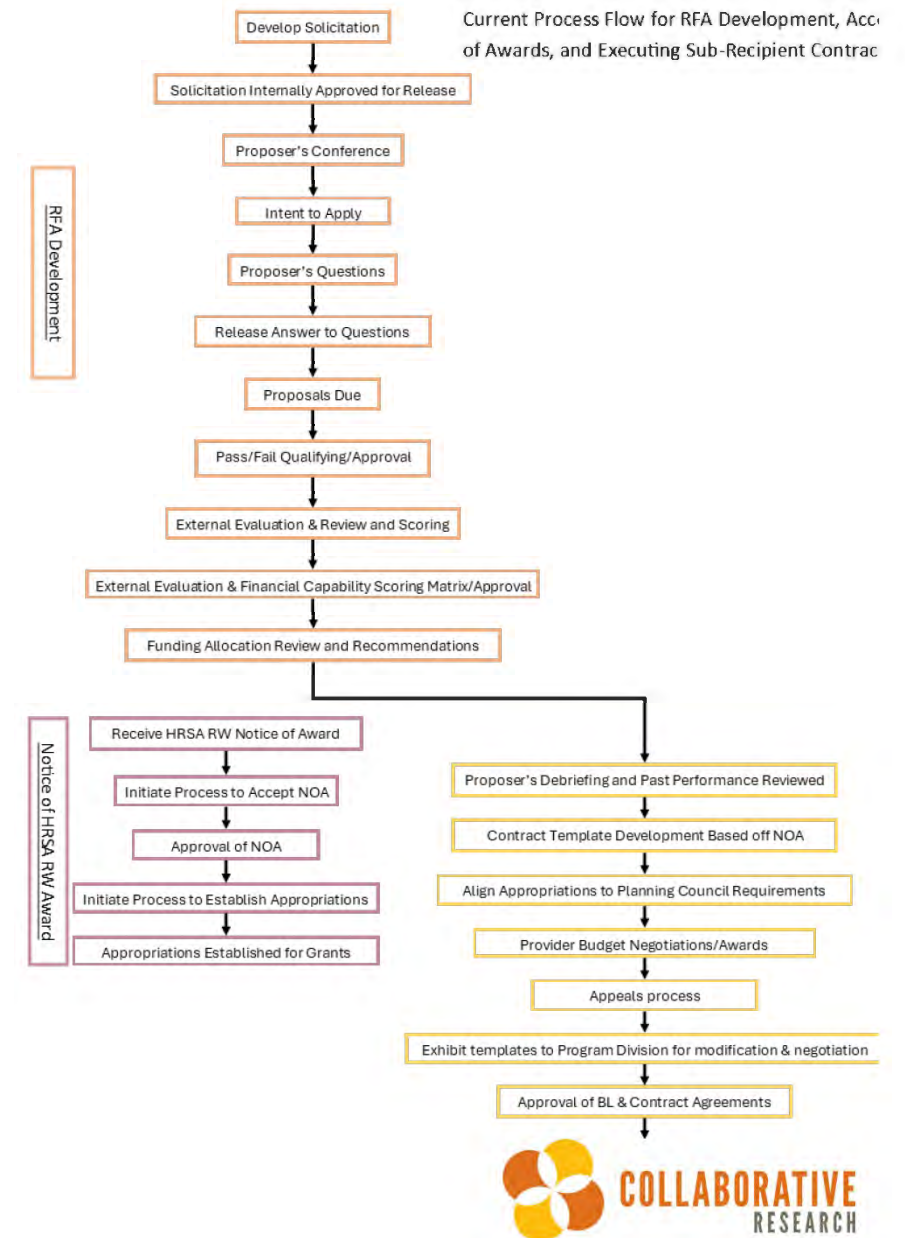 Current Process Flow for RFA Development,
of Awards, and Executing Sub-Recipient
Develop Solicitation
Solicitation Internally Approved for Release
Proposer's Conference
Intent to Apply
Proposer's Questions
Release Answer to Questions
Proposals Due
Pass/Fail Qualifying/Approval
External Evaluation & Review and Scoring
External Evaluation & Financial Capability Scoring Matrix/Approval
Funding Allocation Review and Recommendations
RFA Development
Notice of HRSA RW Award
Receive HRSA RW Notice of Award
Initiate Process to Accept NOA
Approval of NOA
Initiate Process to Establish Appropriations
Appropriations Established for Grants
Proposer's Debriefing and Past Performance Reviewed
Contract Template Development Based off NOA
Align Appropriations to Planning Council Requirements
Provider Budget Negotiations/Awards
Appeals process
Exhibit templates to Program Division for modification & negotiation
Approval of BL & Contract Agreements
COLLABORATIVE
RESEARCH